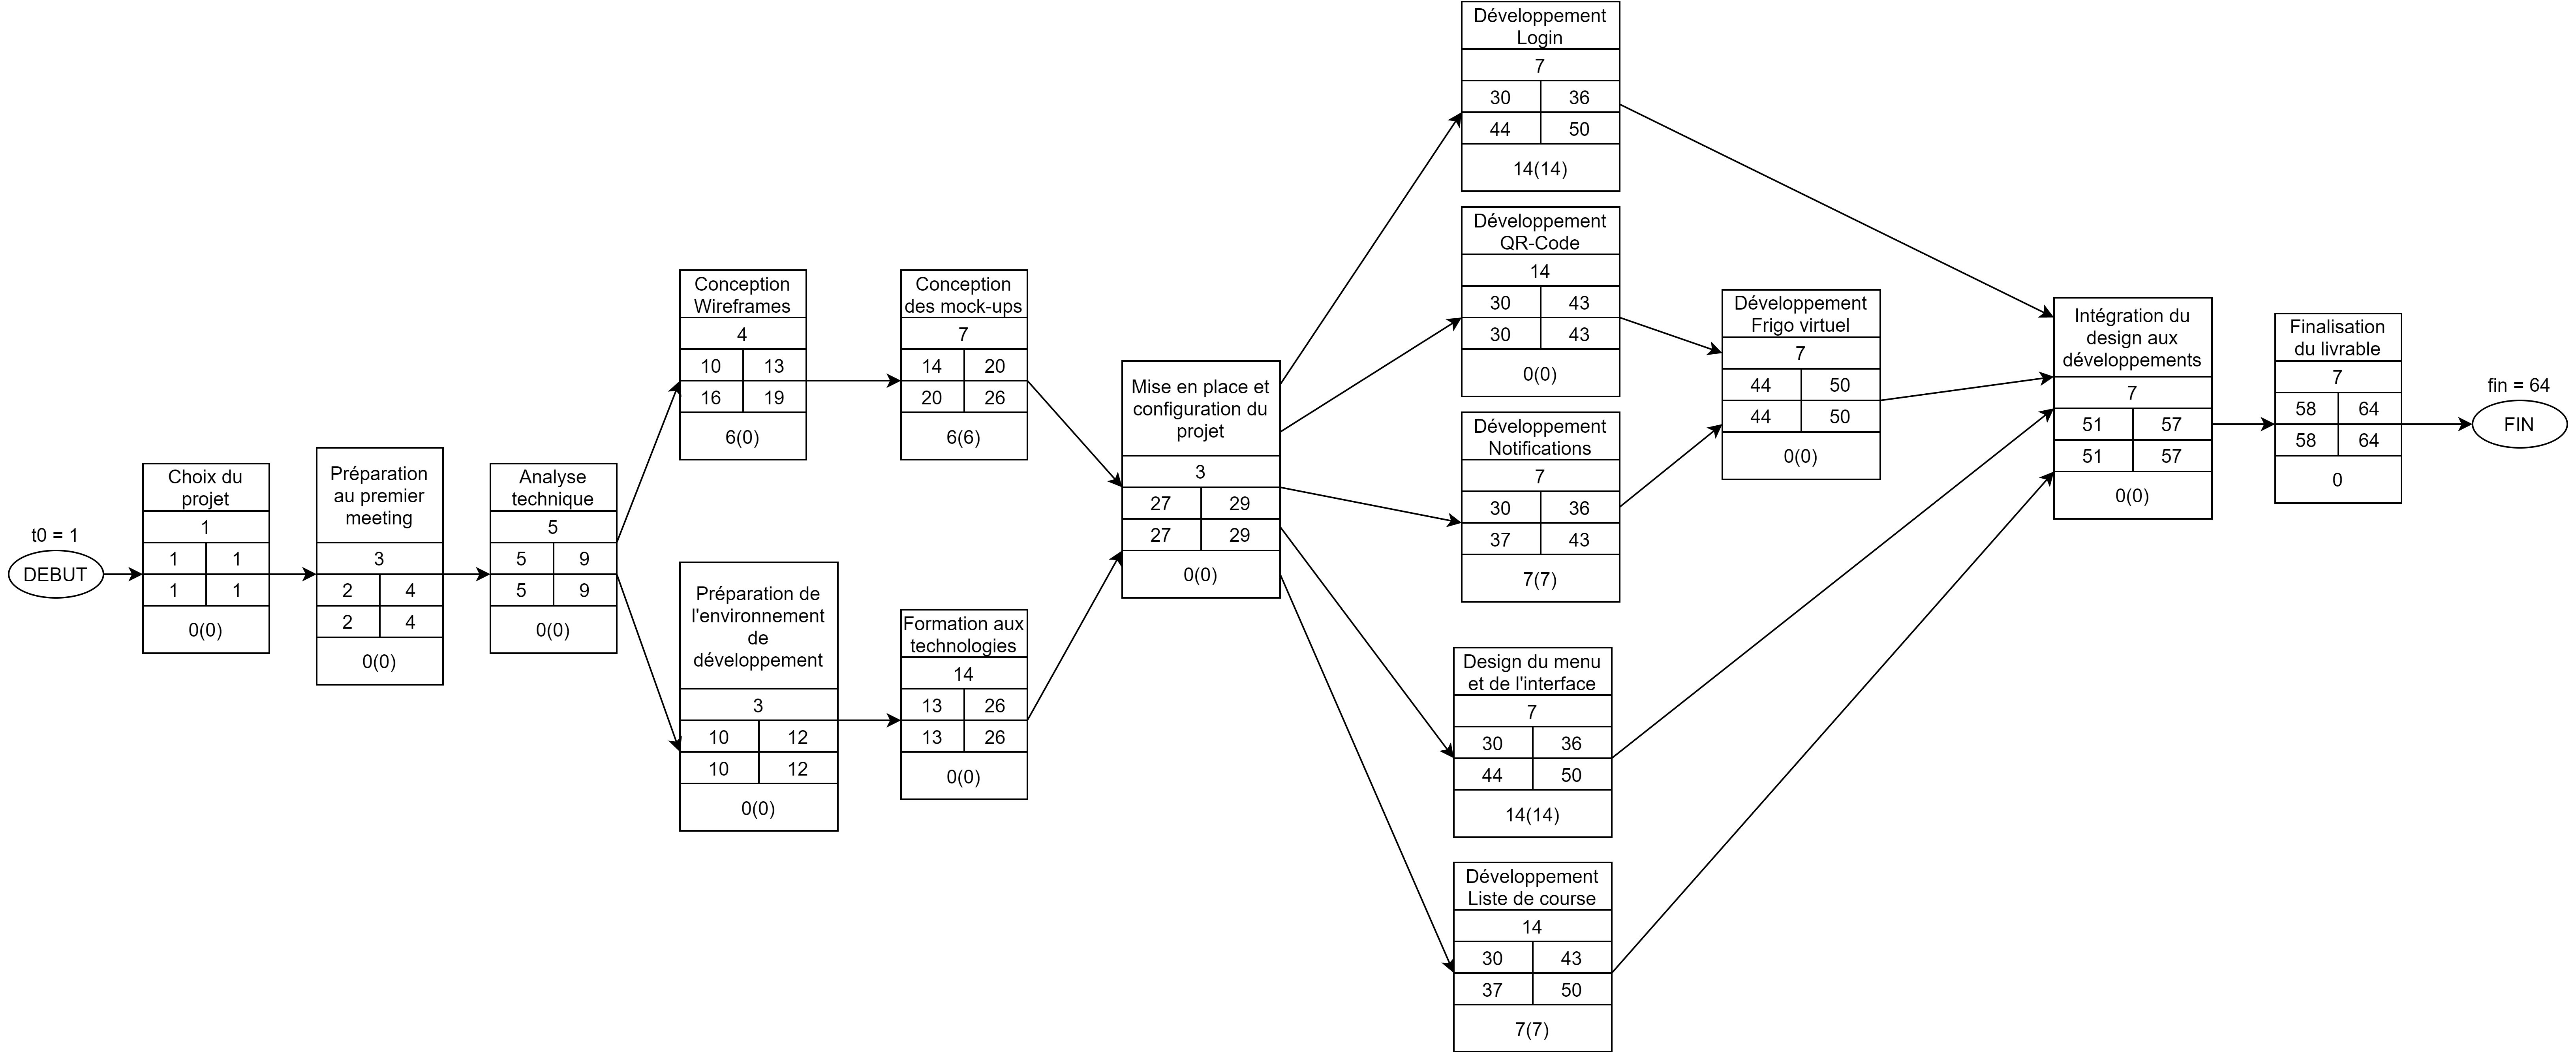 t0 = 1
DEBUT
Choix du
projet
1
1 1
1 1
0(0)
Préparation
au premier
meeting
3
2 4
2 4
0(0)
Analyse
technique
5
5 9
5 9
0(0)
Conception
Wireframes
4
10 13
16 19
6(0)
Préparation de
l'environnement
de
développement
3
10 12
10 12
0(0)
Conception
des mock-ups
7
14 20
20 26
6(6)
Formation aux
technologies
14
13 26
13 26
0(0)
Mise en place et
configuration du
projet
3
27 29
27 29
0(0)
Développement
Login
7
30 36
44 50
14(14)
Développement
QR-Code
14
30 43
30 43
0(0)
Développement
Notifications
7
30 36
37 43
7(7)
Design du menu
et de l'interface
7
30 36
44 50
14(14)
Développement
Liste de course
14
30 43
37 50
7(7)
Développement
Frigo virtuel
7
44 50
44 50
0(0)
Intégration du
design aux
développements
7
51 57
51 57
0(0)
Finalisation
du livrable
7
58 64
58 64
0
fin = 64
FIN